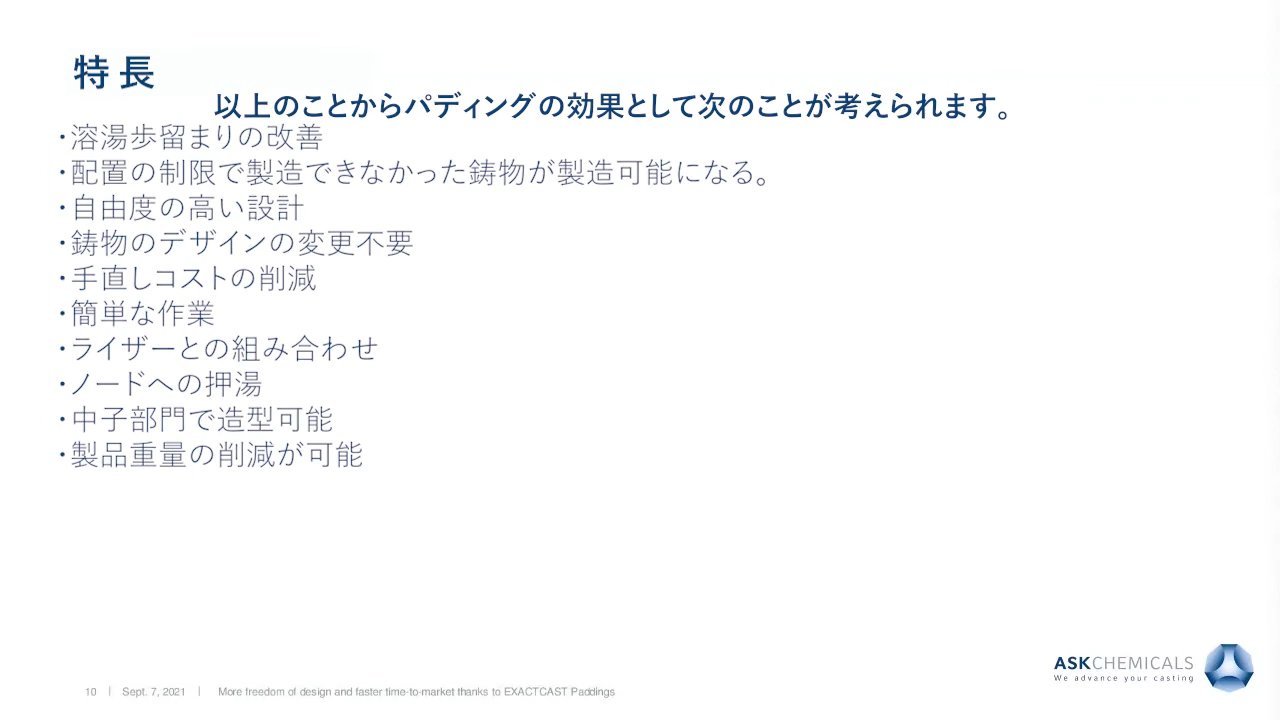 特 長
以上のことからパディングの効果として次のことが考えられます。
・溶湯歩留まりの改善
・配置の制限で製造できなかった鋳物が製造可能になる。
・自由度の高い設計
・鋳物のデザインの変更不要
・手直しコストの削減
・簡単な作業
・ライザーとの組み合わせ
・ノードへの押湯
・中子部門で造型可能
・製品重量の削減が可能
ASKCHEMICALS
We advance your casting
10 | Sept. 7, 2021 | More freedom of design and faster time-to-market thanks to EXACTCAST Paddings